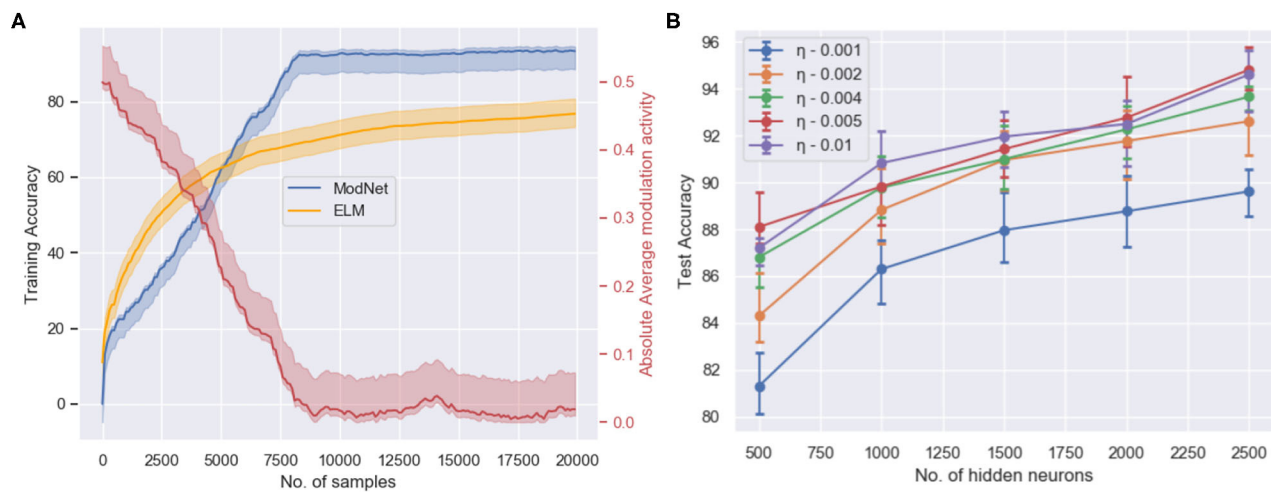 A
Training Accuracy
80
60
40
20
0
0 2500 5000 7500 10000 12500 15000 17500 20000
No. of samples
ModNet
ELM
0.5
0.4
0.3
0.2
0.1
0.0
Absolute Average modulation activity
B
Test Accuracy
96
94
92
90
88
86
84
82
80
η - 0.001
η - 0.002
η - 0.004
η - 0.005
η - 0.01
500 750 1000 1250 1500 1750 2000 2250 2500
No. of hidden neurons